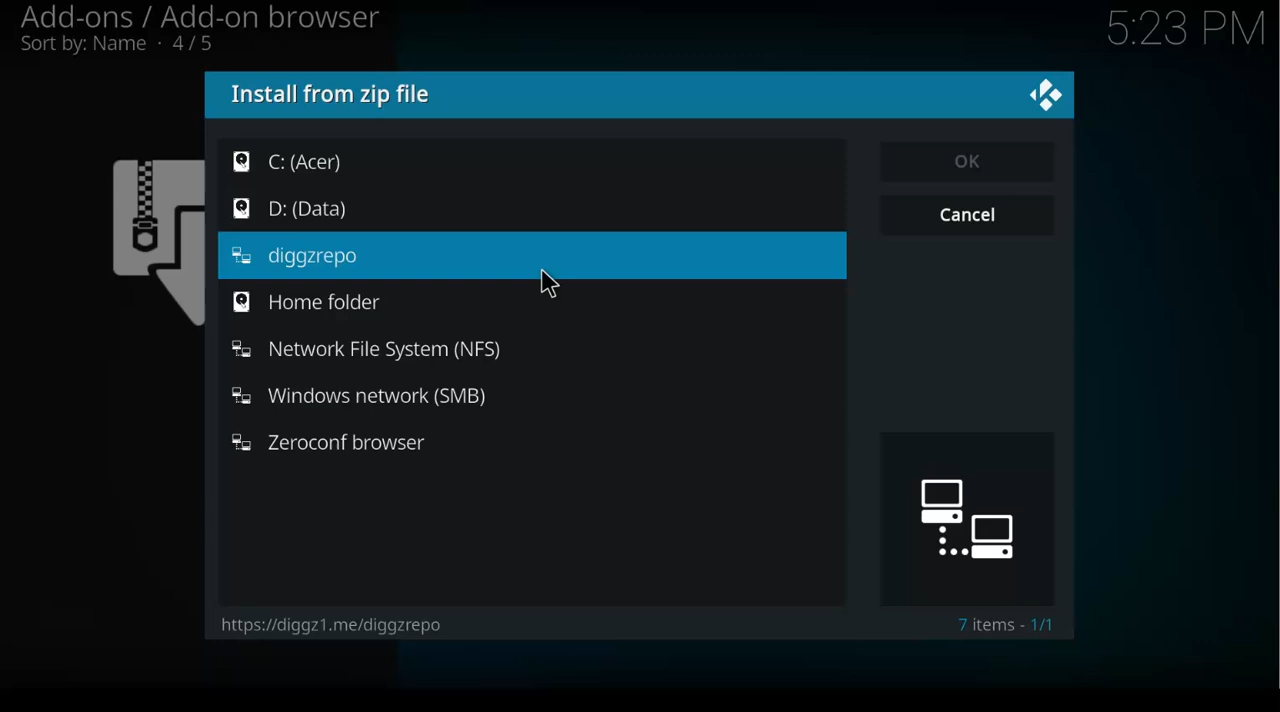 Add-ons / Add-on browser
Sort by: Name · 4 / 5
5:23 PM
Install from zip file
C: (Acer)
D: (Data)
diggzrepo
Home folder
Network File System (NFS)
Windows network (SMB)
Zeroconf browser
OK
Cancel
https://diggz1.me/diggzrepo
7 items - 1/1